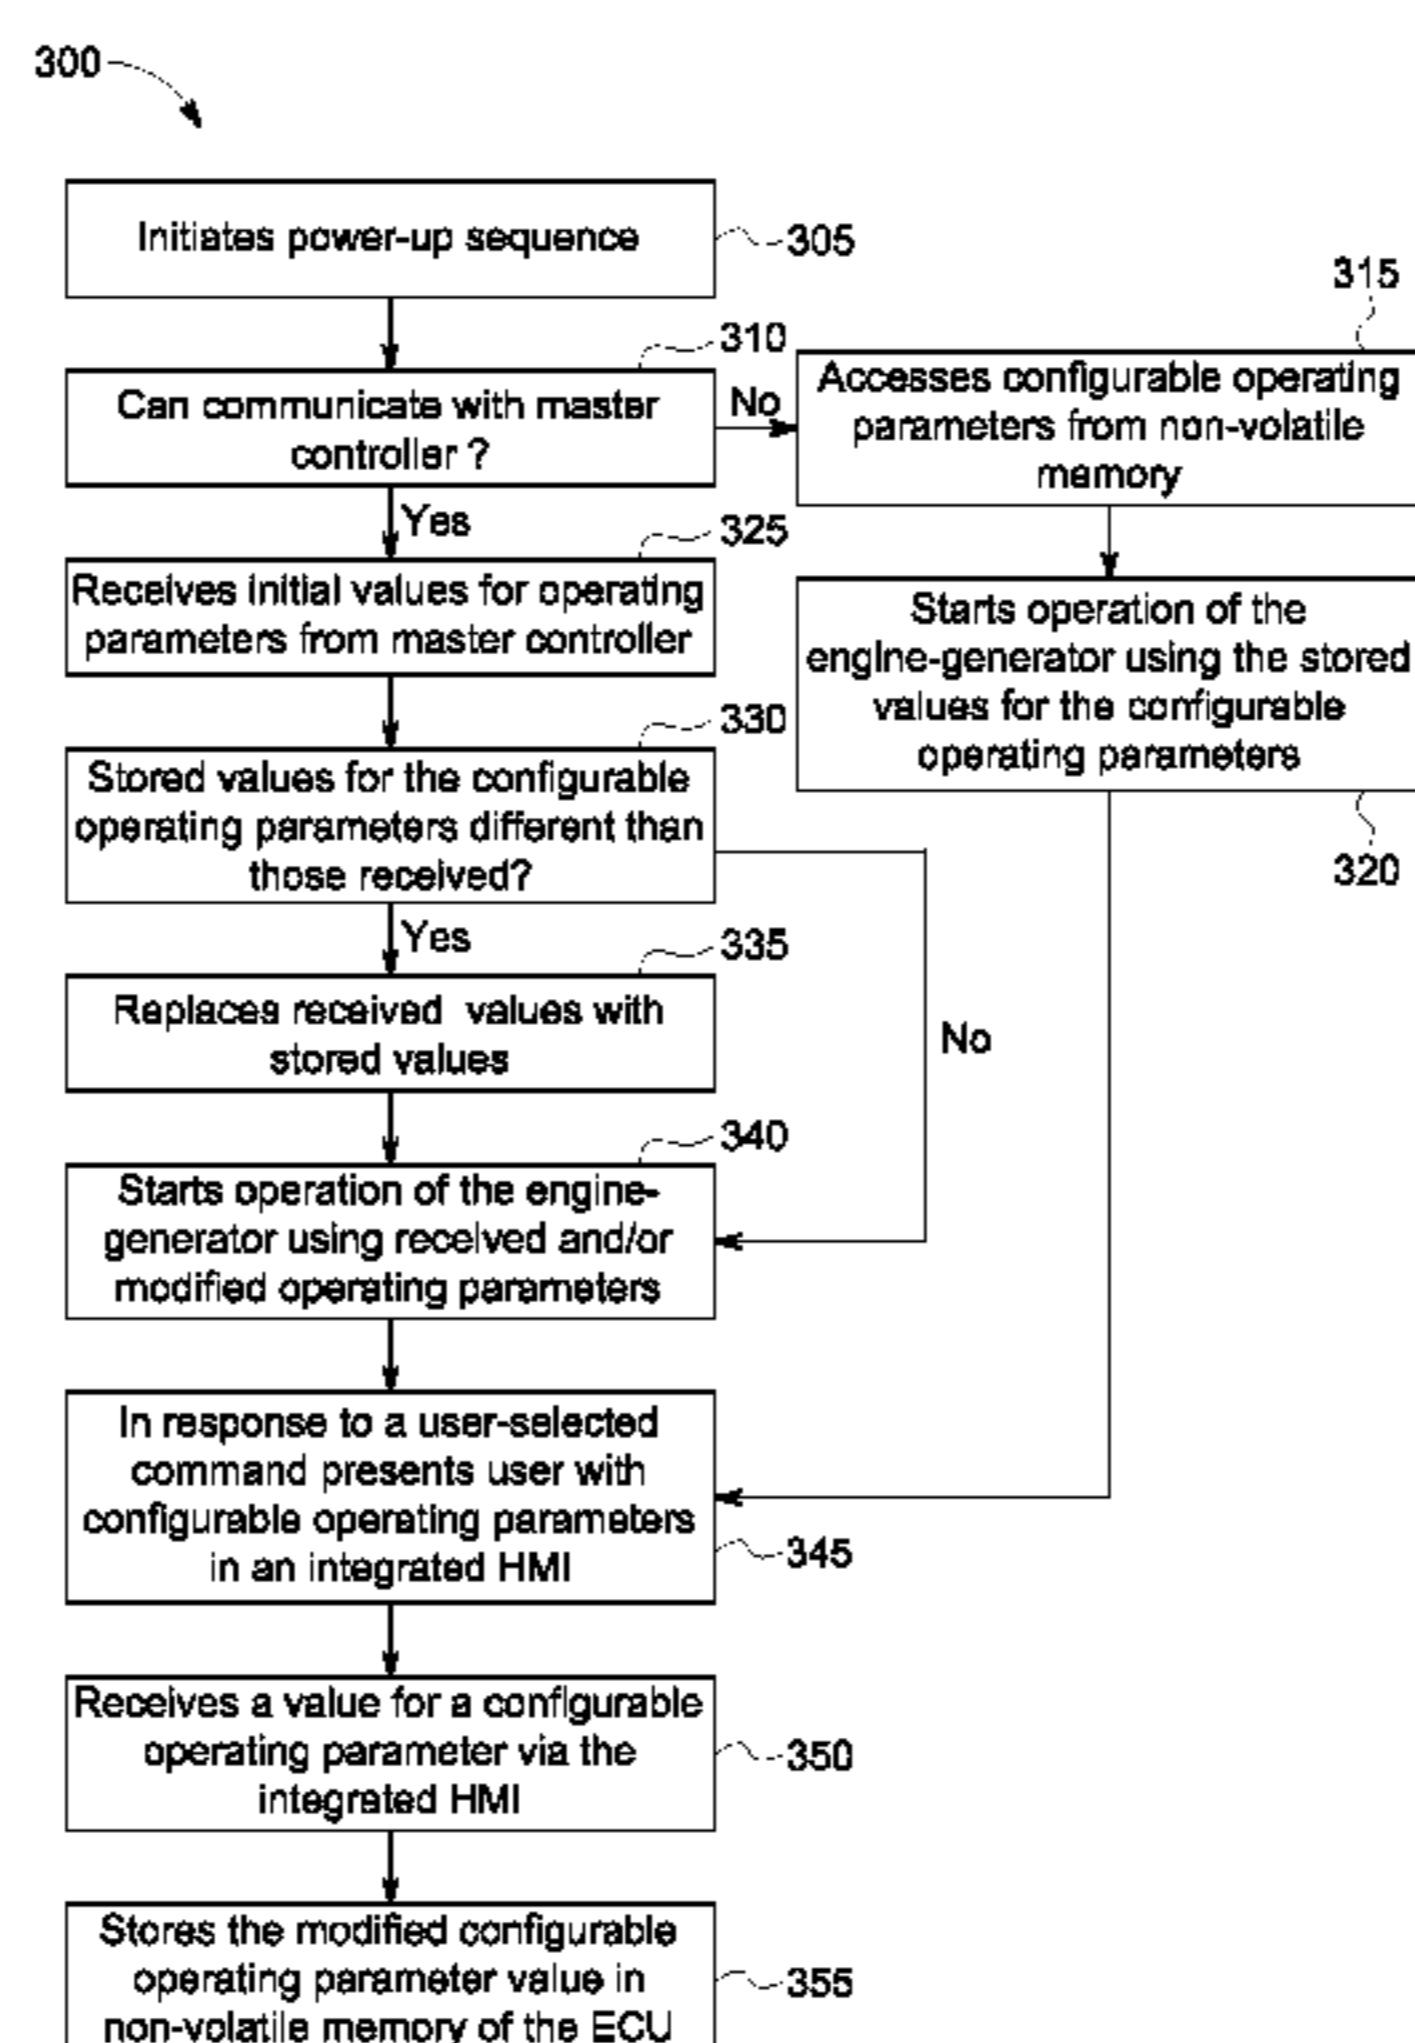 300
Initiates power-up sequence
305
310
Can communicate with master
controller ?
No
315
Accesses configurable operating
parameters from non-volatile
memory
Yes
325
Receives initial values for operating
parameters from master controller
Starts operation of the
engine-generator using the stored
values for the configurable
operating parameters
320
330
Stored values for the configurable
operating parameters different than
those received?
Yes
No
335
Replaces received values with
stored values
340
Starts operation of the engine-
generator using received and/or
modified operating parameters
In response to a user-selected
command presents user with
configurable operating parameters
in an integrated HMI
345
Receives a value for a configurable
operating parameter via the
integrated HMI
350
Stores the modified configurable
operating parameter value in
non-volatile memory of the ECU
355